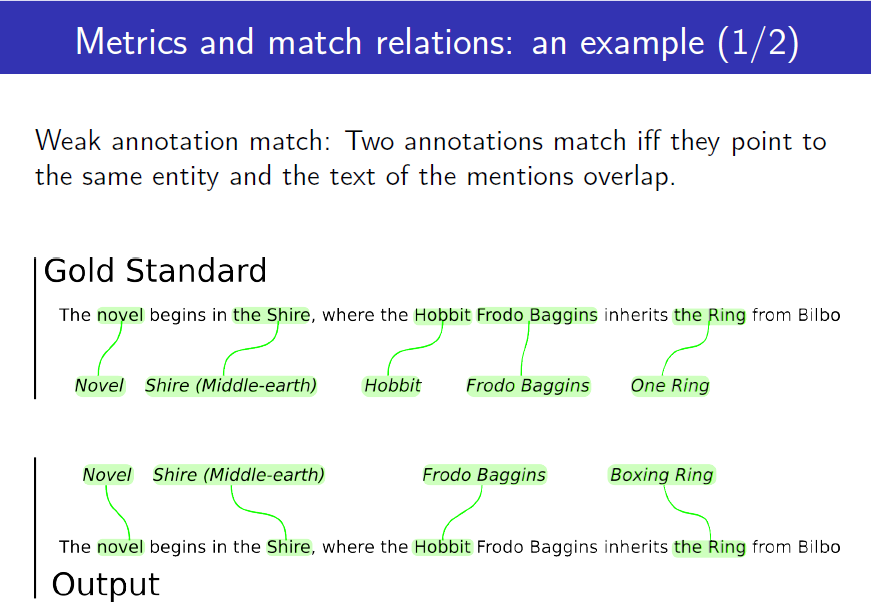 Metrics and match relations: an example (1/2)
Weak annotation match: Two annotations match iff they point to
the same entity and the text of the mentions overlap.
Gold Standard
The novel begins in the Shire, where the Hobbit Frodo Baggins inherits the Ring from Bilbo
Novel Shire (Middle-earth) Hobbit Frodo Baggins One Ring
Novel Shire (Middle-earth) Frodo Baggins Boxing Ring
The novel begins in the Shire, where the Hobbit Frodo Baggins inherits the Ring from Bilbo
Output